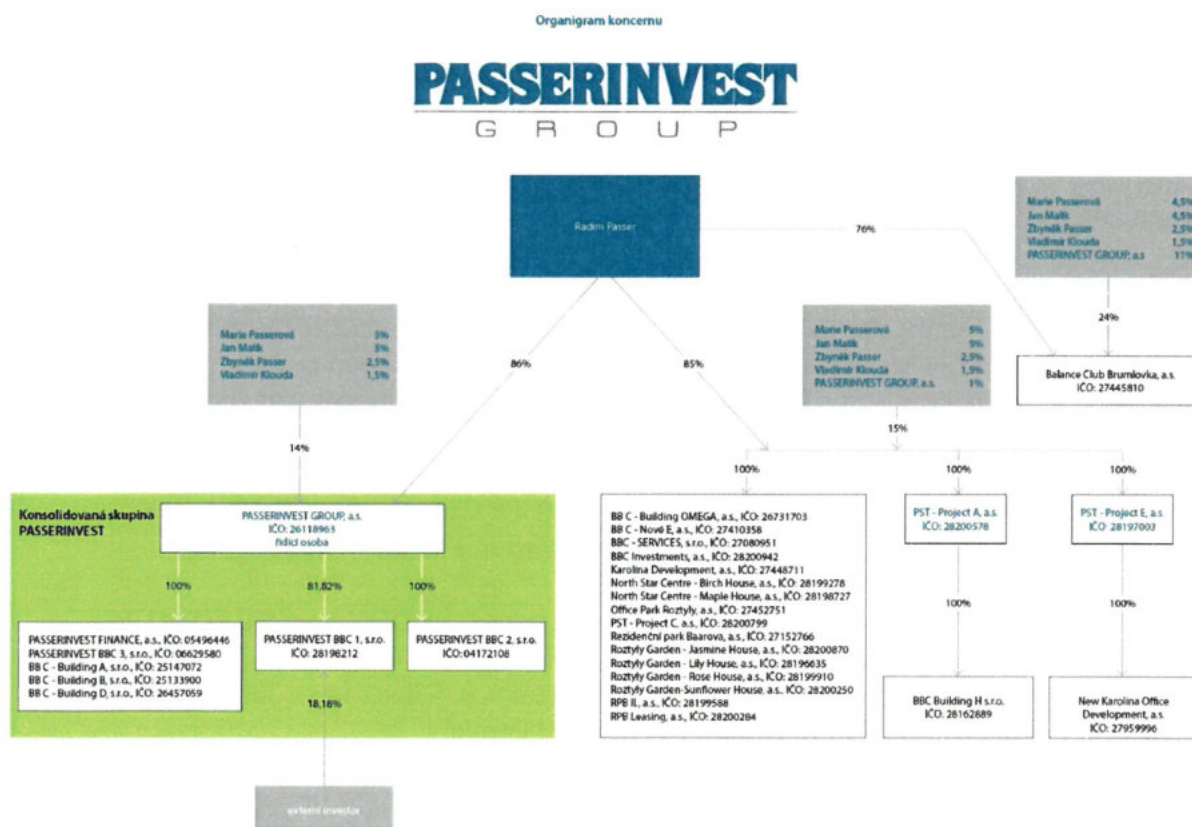 Organigram koncernu
PASSERINVEST
GROUP
Radim Passer
76%
Marie Passerová 4,5%
Jan Malík 4,5%
Zbyněk Passer 2,5%
Vladimír Klouda 1,5%
PASSERINVEST GROUP, a.s 11%
24%
Balance Club Brumlovka, a.s.
IČO: 27445810
Marie Passerová 5%
Jan Malík 5%
Zbyněk Passer 2,5%
Vladimír Klouda 1,5%
14%
86%
85%
Marie Passerová 5%
Jan Malík 5%
Zbyněk Passer 2,5%
Vladimír Klouda 1,5%
PASSERINVEST GROUP, a.s. 1%
15%
Konsolidovaná skupina
PASSERINVEST
PASSERINVEST GROUP, a.s.
IČO: 26118963
řídící osoba
100%
81,82%
100%
PASSERINVEST FINANCE, a.s., IČO: 05496446
PASSERINVEST BBC 3, s.r.o., IČO: 06629580
BB C - Building A, s.r.o., IČO: 25147072
BB C - Building B, s.r.o., IČO: 25133900
BB C - Building D, s.r.o., IČO: 26457059
PASSERINVEST BBC 1, s.r.o.
IČO: 28198212
PASSERINVEST BBC 2, s.r.o.
IČO: 04172108
18,18%
externí investor
100%
100%
100%
BB C - Building OMEGA, a.s., IČO: 26731703
BB C - Nové E, a.s., IČO: 27410358
BBC - SERVICES, s.r.o., IČO: 27080951
BBC Investments, a.s., IČO: 28200942
Karolina Development, a.s., IČO: 27448711
North Star Centre - Birch House, a.s., IČO: 28199278
North Star Centre - Maple House, a.s., IČO: 28198727
Office Park Roztyly, a.s., IČO: 27452751
PST - Project C, a.s., IČO: 28200799
Rezidenční park Baarova, a.s., IČO: 27152766
Roztyly Garden - Jasmine House, a.s., IČO: 28200870
Roztyly Garden - Lily House, a.s., IČO: 28196635
Roztyly Garden - Rose House, a.s., IČO: 28199910
Roztyly Garden-Sunflower House, a.s., IČO: 28200250
RPB II., a.s., IČO: 28199588
RPB Leasing, a.s., IČO: 28200284
PST - Project A, a.s.
IČO: 28200578
100%
BBC Building H s.r.o.
IČO: 28162889
PST - Project E, a.s.
IČO: 28197003
100%
New Karolina Office
Development, a.s.
IČO: 27959996